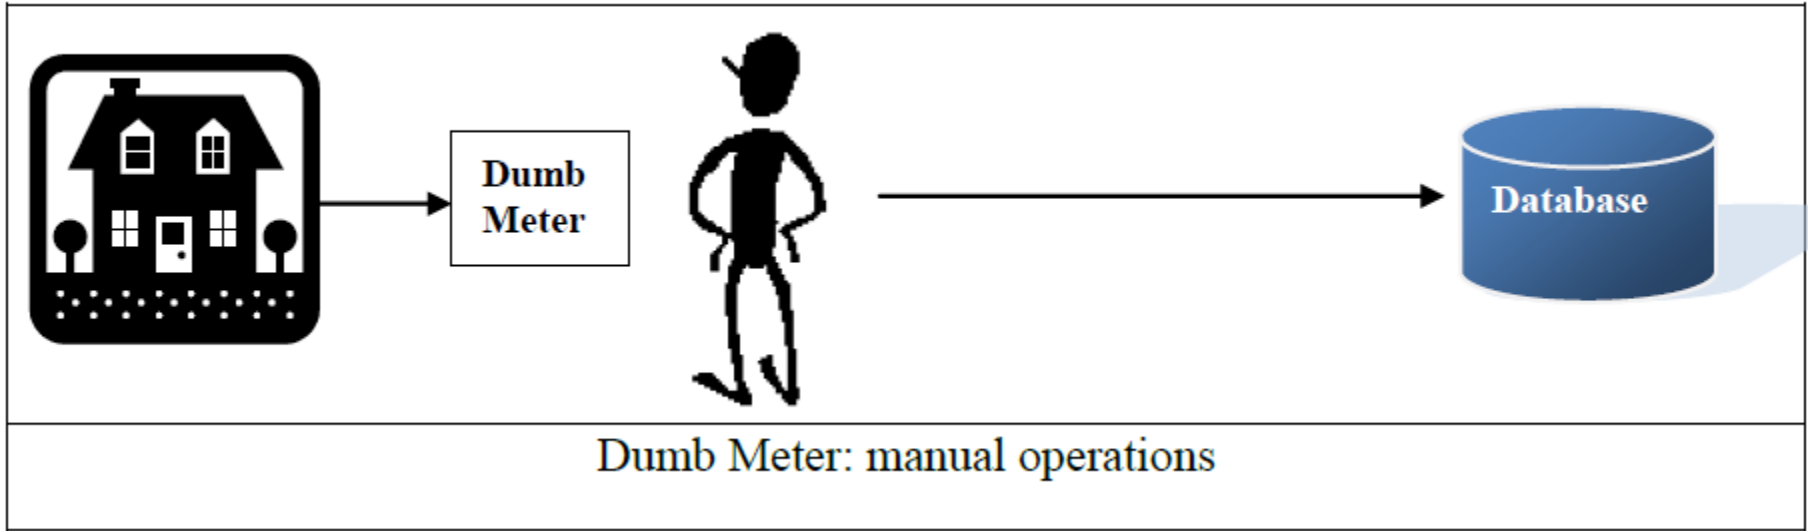 Dumb
Meter
Database
Dumb Meter: manual operations